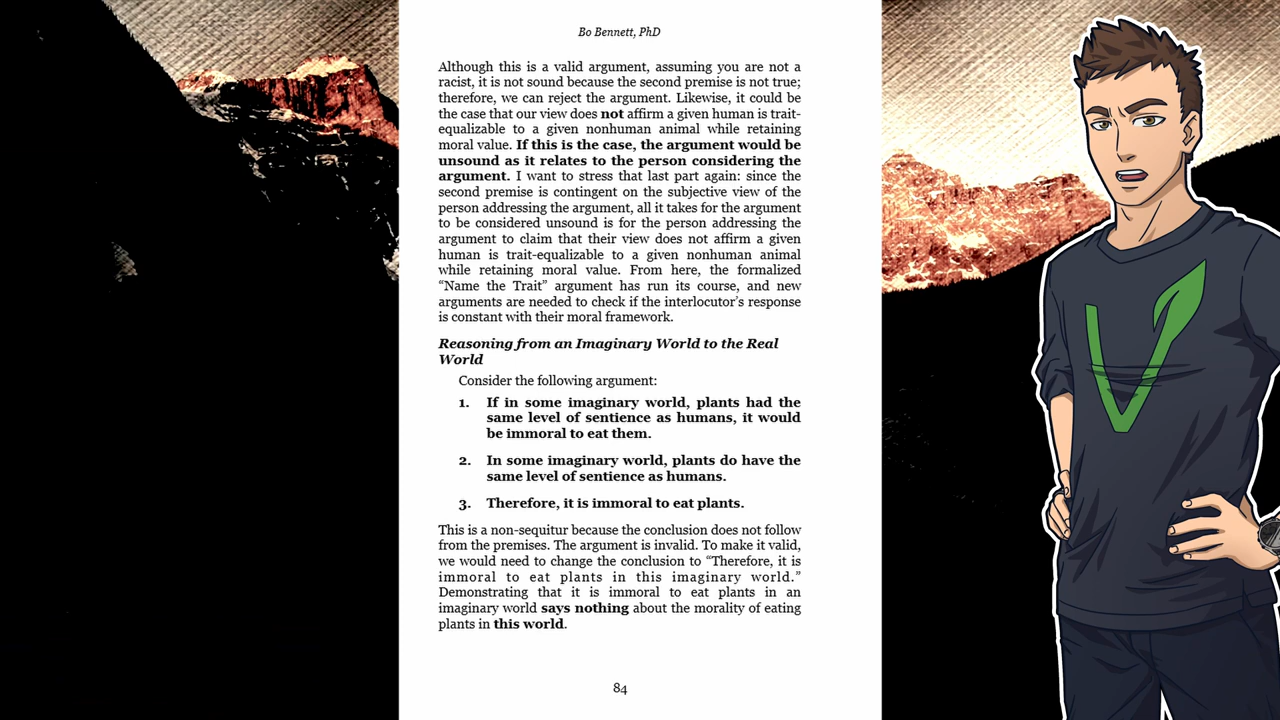 Bo Bennett, PhD
Although this is a valid argument, assuming you are not a
racist, it is not sound because the second premise is not true;
therefore, we can reject the argument. Likewise, it could be
the case that our view does not affirm a given human is trait-
equalizable to a given nonhuman animal while retaining
moral value. If this is the case, the argument would be
unsound as it relates to the person considering the
argument. I want to stress that last part again: since the
second premise is contingent on the subjective view of the
person addressing the argument, all it takes for the argument
to be considered unsound is for the person addressing the
argument to claim that their view does not affirm a given
human is trait-equalizable to a given nonhuman animal
while retaining moral value. From here, the formalized
“Name the Trait” argument has run its course, and new
arguments are needed to check if the interlocutor’s response
is constant with their moral framework.
Reasoning from an Imaginary World to the Real
World
Consider the following argument:
1. If in some imaginary world, plants had the
same level of sentience as humans, it would
be immoral to eat them.
2. In some imaginary world, plants do have the
same level of sentience as humans.
3. Therefore, it is immoral to eat plants.
This is a non-sequitur because the conclusion does not follow
from the premises. The argument is invalid. To make it valid,
we would need to change the conclusion to “Therefore, it is
immoral to eat plants in this imaginary world.”
Demonstrating that it is immoral to eat plants in an
imaginary world says nothing about the morality of eating
plants in this world.
84